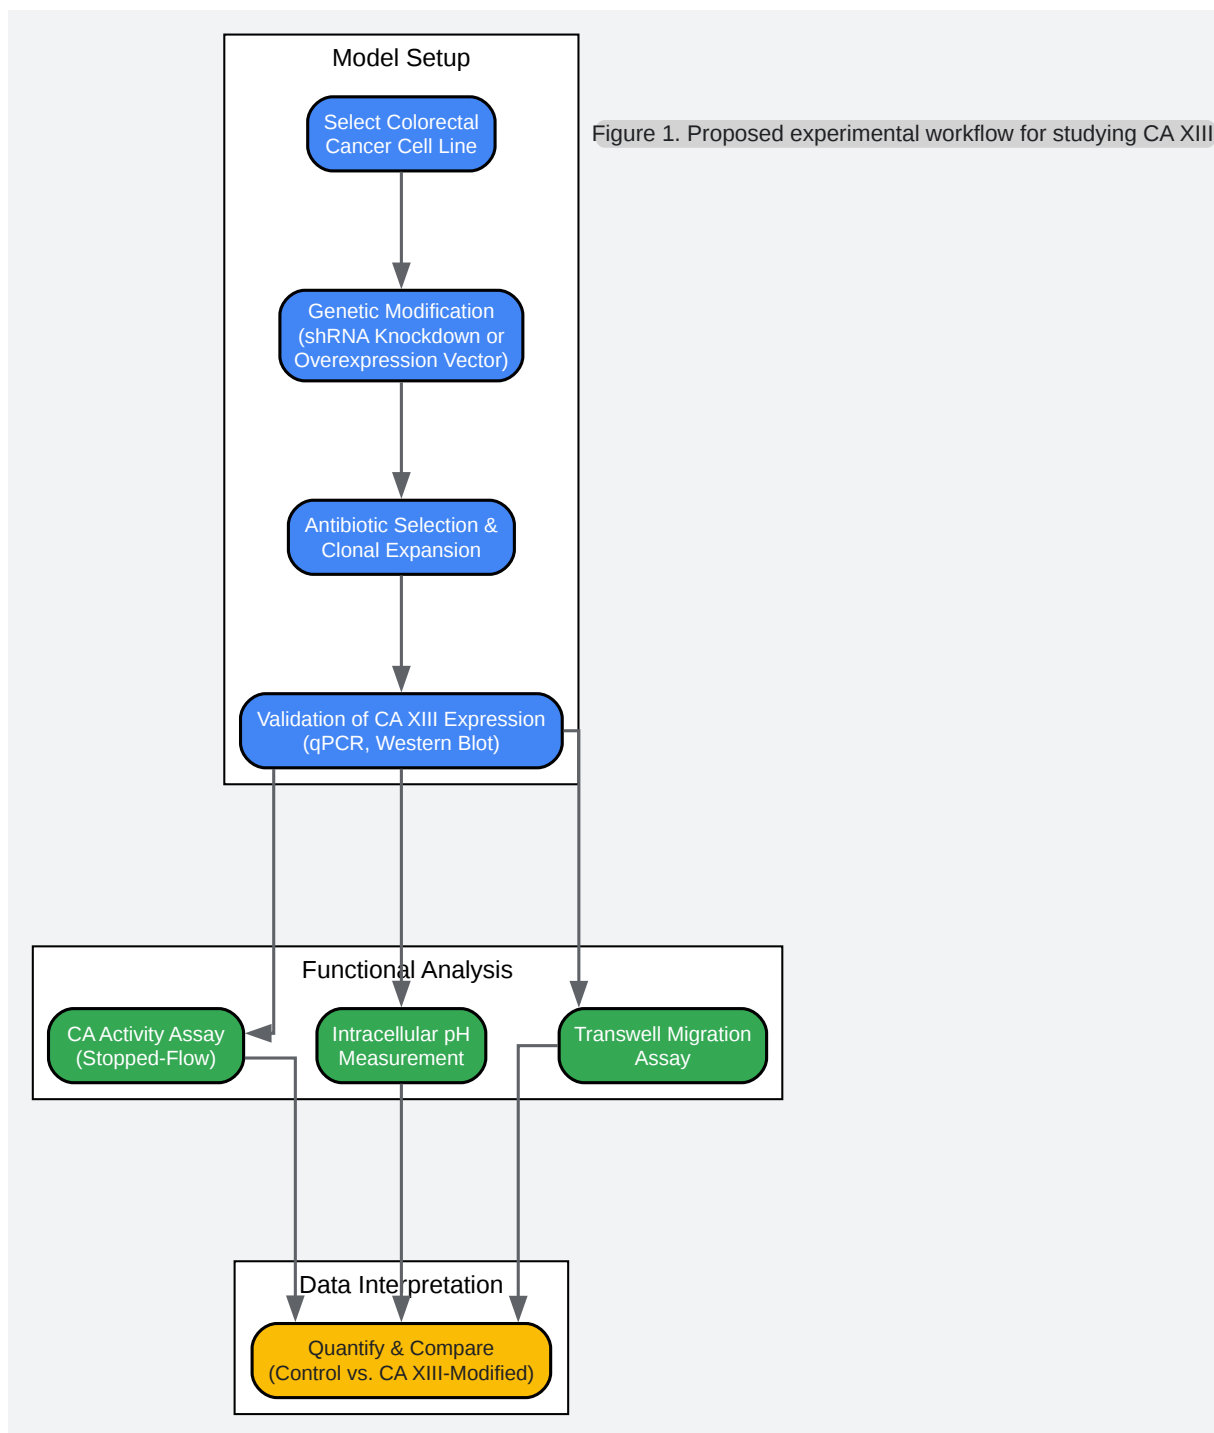 Model Setup
Select Colorectal
Cancer Cell Line
Figure 1. Proposed experimental workflow for studying CA XIII
Genetic Modification
(shRNA Knockdown or
Overexpression Vector)
Antibiotic Selection &
Clonal Expansion
Validation of CA XIII Expression
(qPCR, Western Blot)
Functional Analysis
CA Activity Assay
(Stopped-Flow)
Intracellular pH
Measurement
Transwell Migration
Assay
Data Interpretation
Quantify & Compare
(Control vs. CA XIII-Modified)